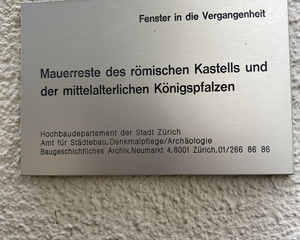 Fenster in die Vergangenheit
Mauerreste des römischen Kastells und
der mittelalterlichen Königspfalzen
Hochbaudepartement der Stadt Zürich
Amt für Städtebau, Denkmalpflege/Archäologie
Baugeschichtliches Archiv, Neumarkt 4, 8001 Zürich, 01/266 86 86